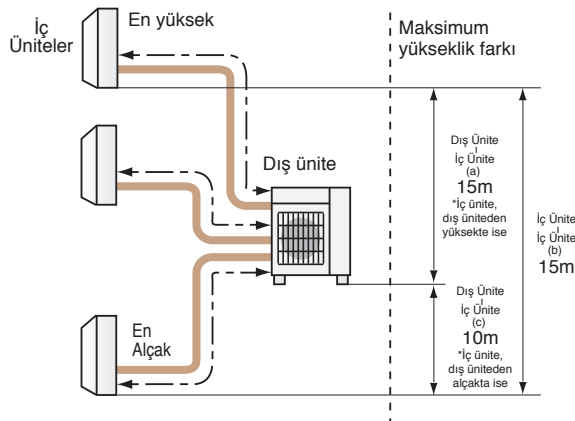 İç
Üniteler
En yüksek
Maksimum
yükseklik farkı
Dış ünite
Dış Ünite
İç Ünite
(a)
15m
*İç ünite,
dış üniteden
yüksekte ise
İç Ünite
İç Ünite
(b)
15m
Dış Ünite
İç Ünite
(c)
10m
*İç ünite,
dış üniteden
alçakta ise
En
Alçak